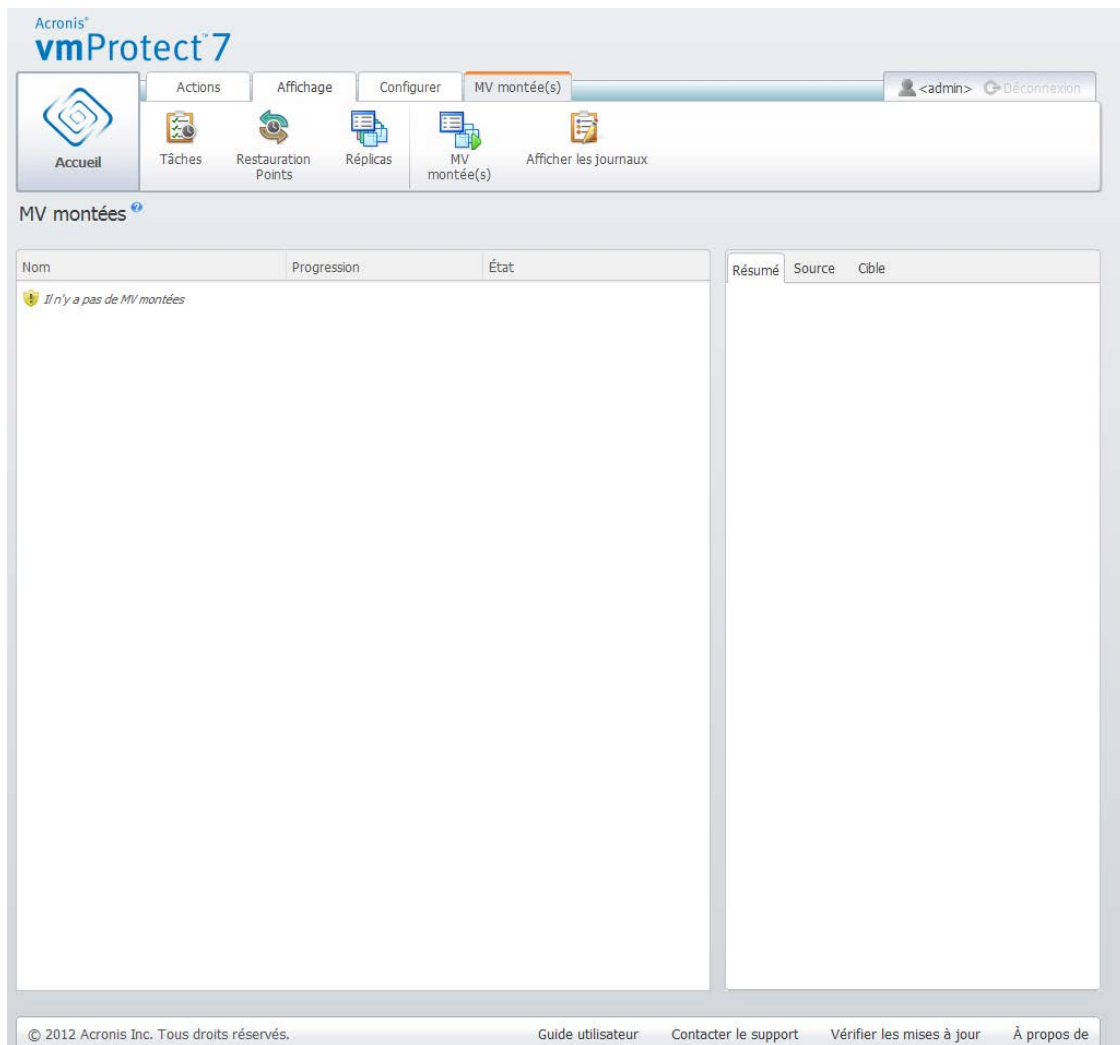 Acronis®
vmProtect™ 7
Actions Affichage Configurer MV montée(s) <admin> Déconnexion
Accueil
Tâches
Restauration Points
Réplicas
MV montée(s)
Afficher les journaux
MV montées
Nom Progression État
Il n'y a pas de MV montées
Résumé Source Cible
© 2012 Acronis Inc. Tous droits réservés. Guide utilisateur Contacter le support Vérifier les mises à jour À propos de